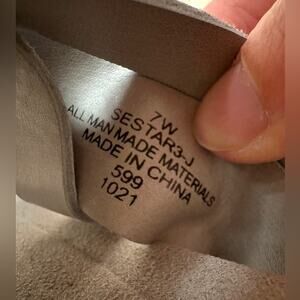 7W
SESTAR3-J
ALL MAN MADE MATERIALS
MADE IN CHINA
599
1021